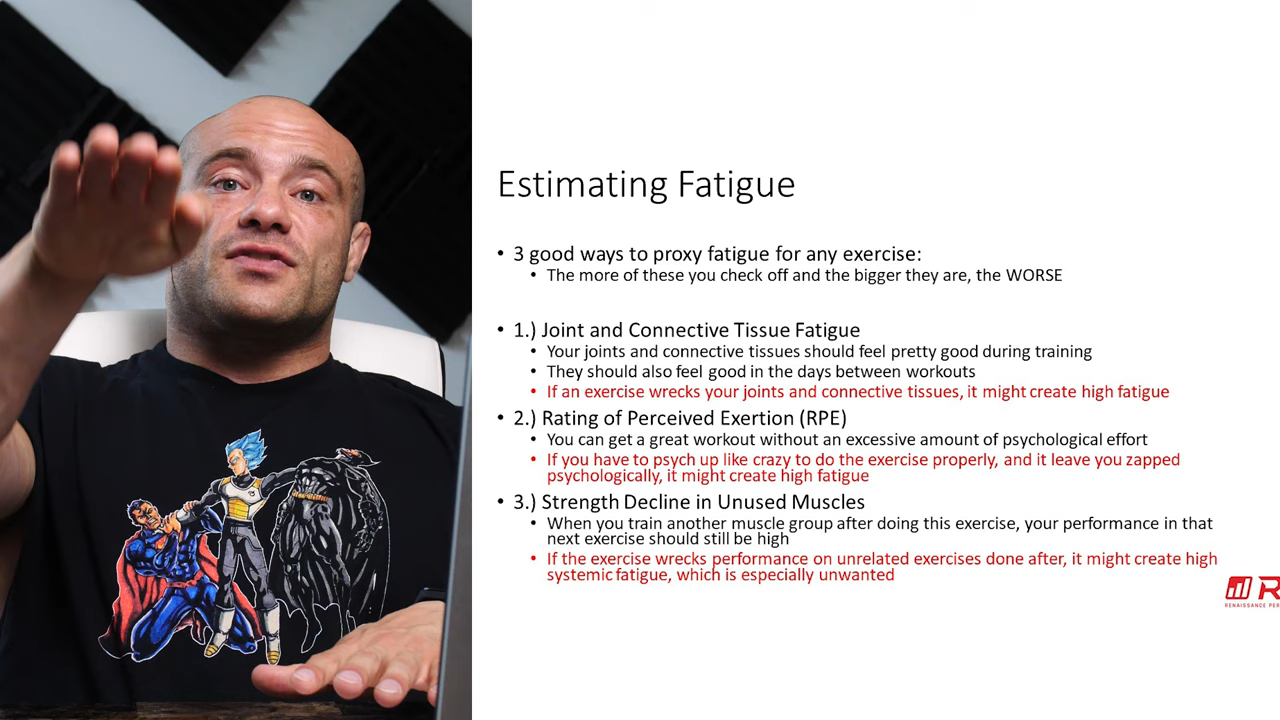 Estimating Fatigue
• 3 good ways to proxy fatigue for any exercise:
• The more of these you check off and the bigger they are, the WORSE
• 1.) Joint and Connective Tissue Fatigue
• Your joints and connective tissues should feel pretty good during training
• They should also feel good in the days between workouts
• If an exercise wrecks your joints and connective tissues, it might create high fatigue
• 2.) Rating of Perceived Exertion (RPE)
• You can get a great workout without an excessive amount of psychological effort
• If you have to psych up like crazy to do the exercise properly, and it leave you zapped
psychologically, it might create high fatigue
• 3.) Strength Decline in Unused Muscles
• When you train another muscle group after doing this exercise, your performance in that
next exercise should still be high
• If the exercise wrecks performance on unrelated exercises done after, it might create high
systemic fatigue, which is especially unwanted
R
RENAISSANCE PER